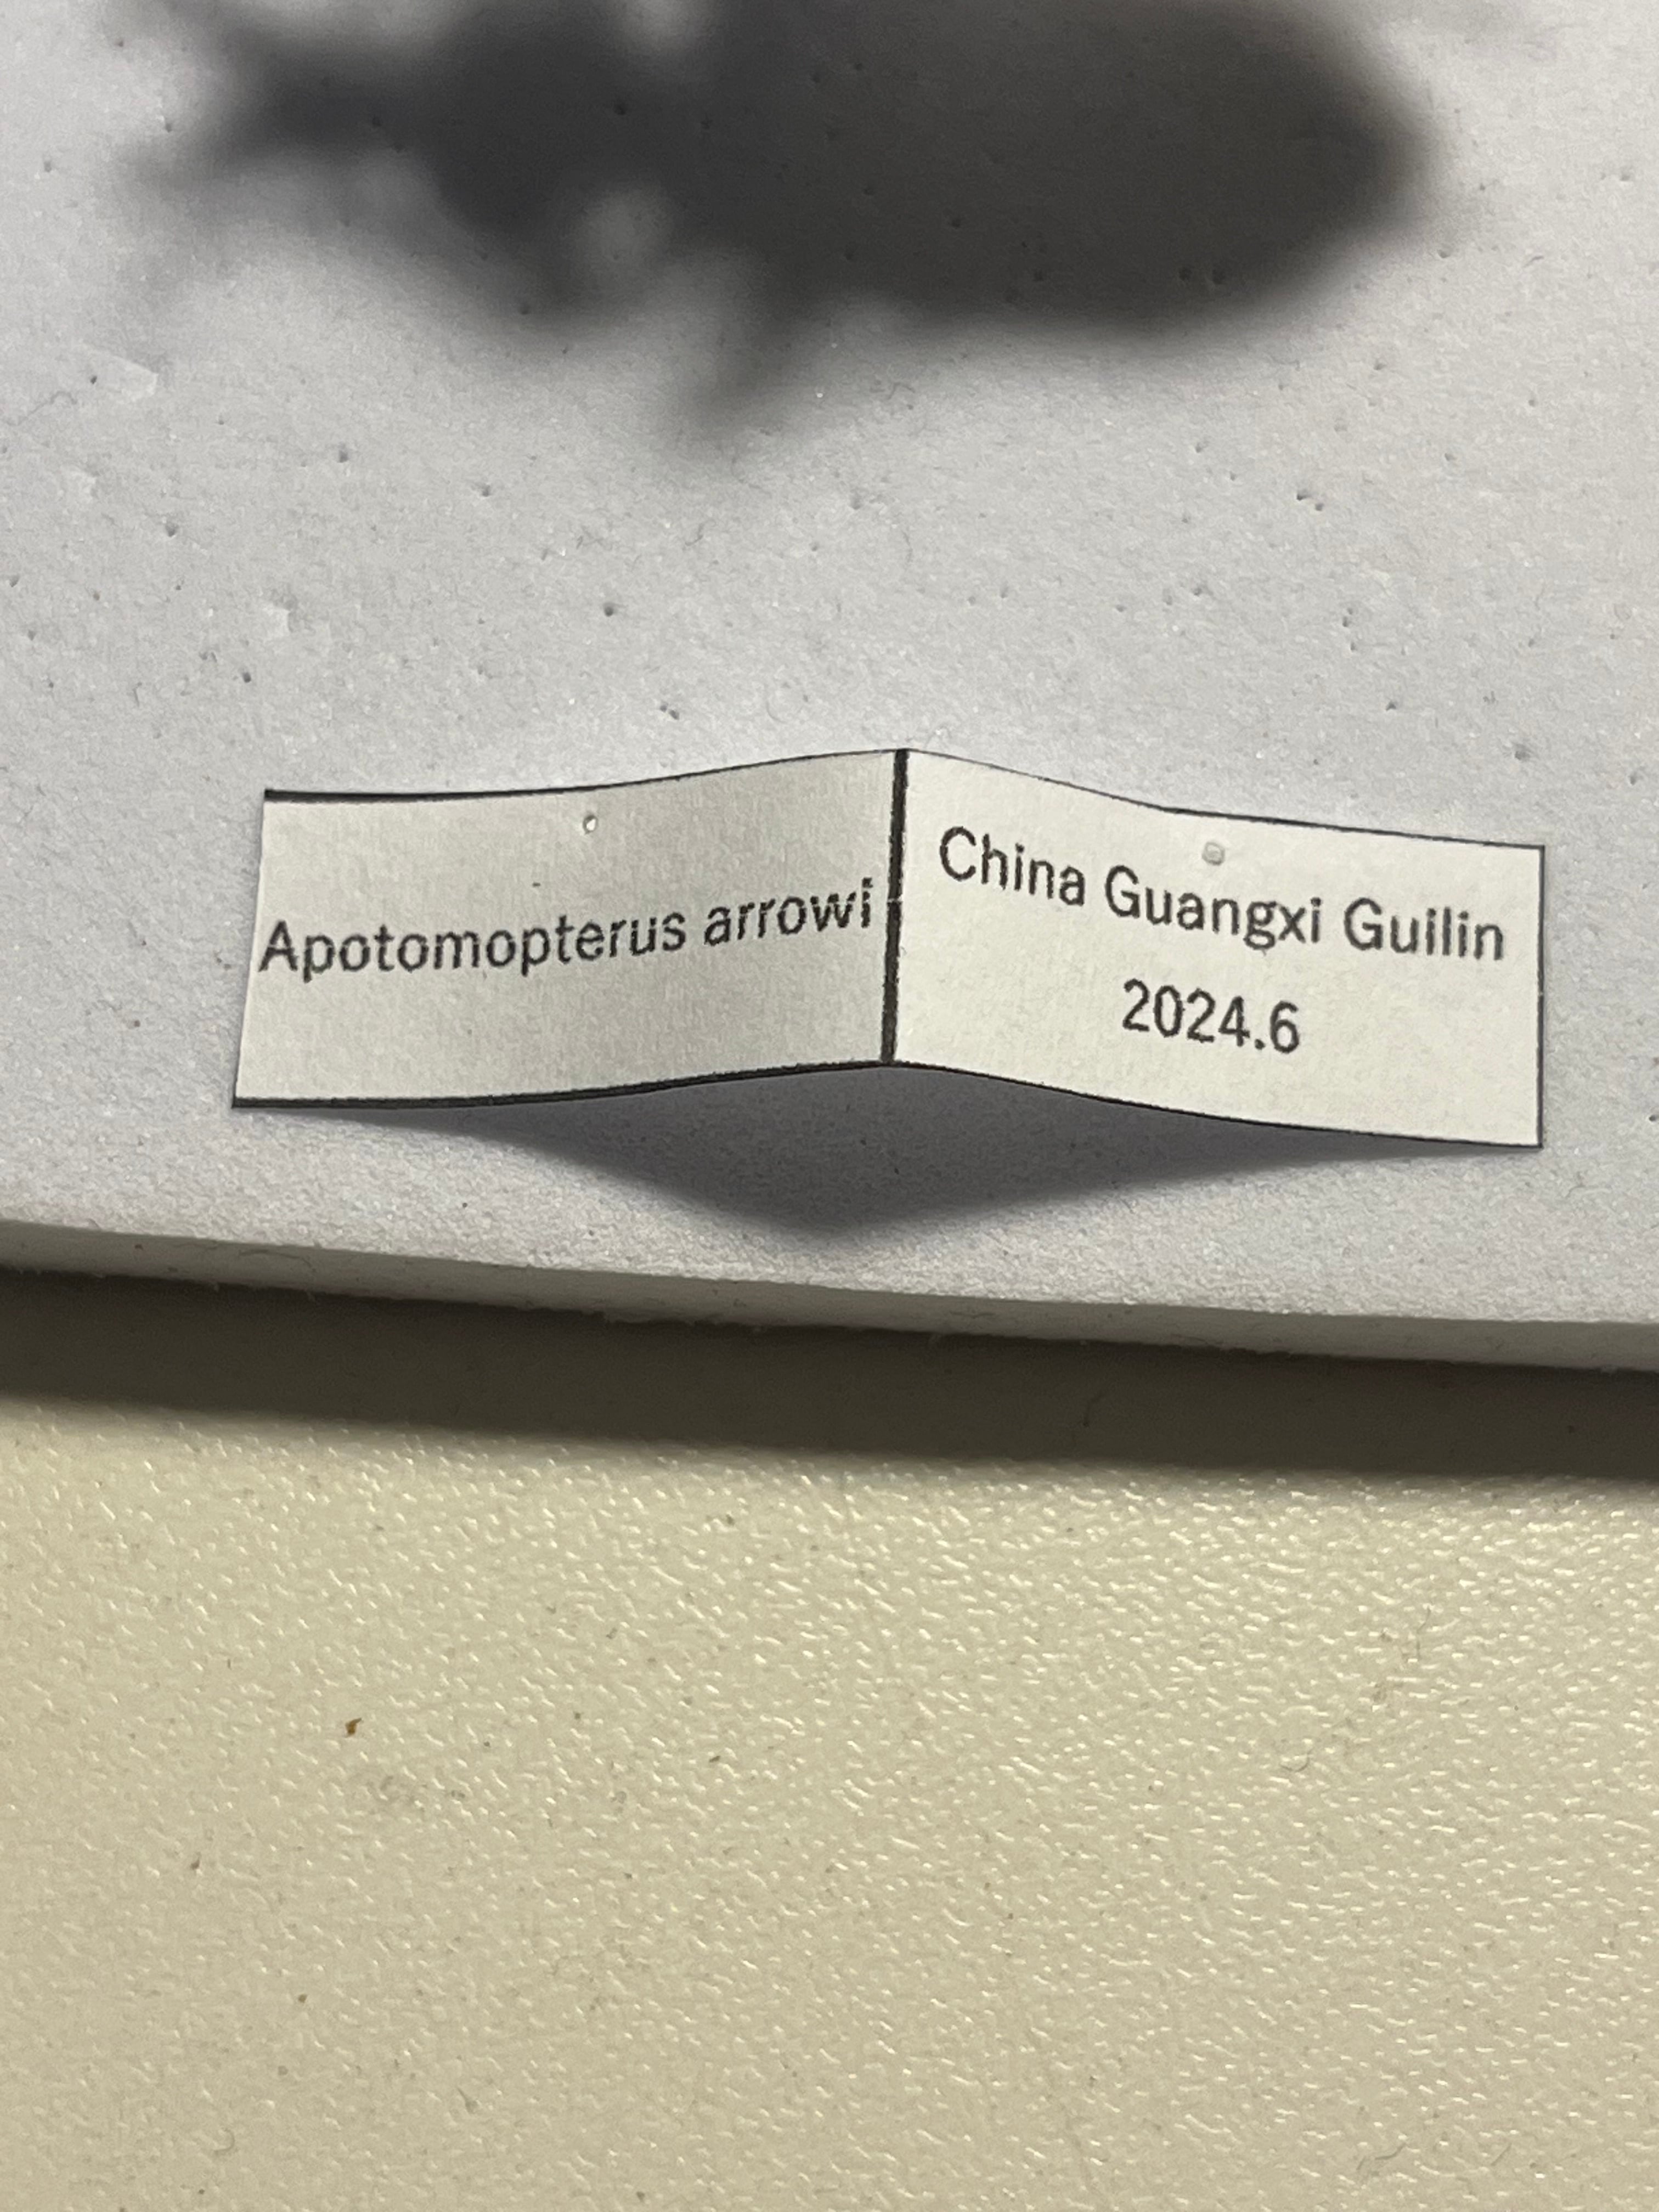 Apotomopterus arrowi
China Guangxi Guilin
2024.6